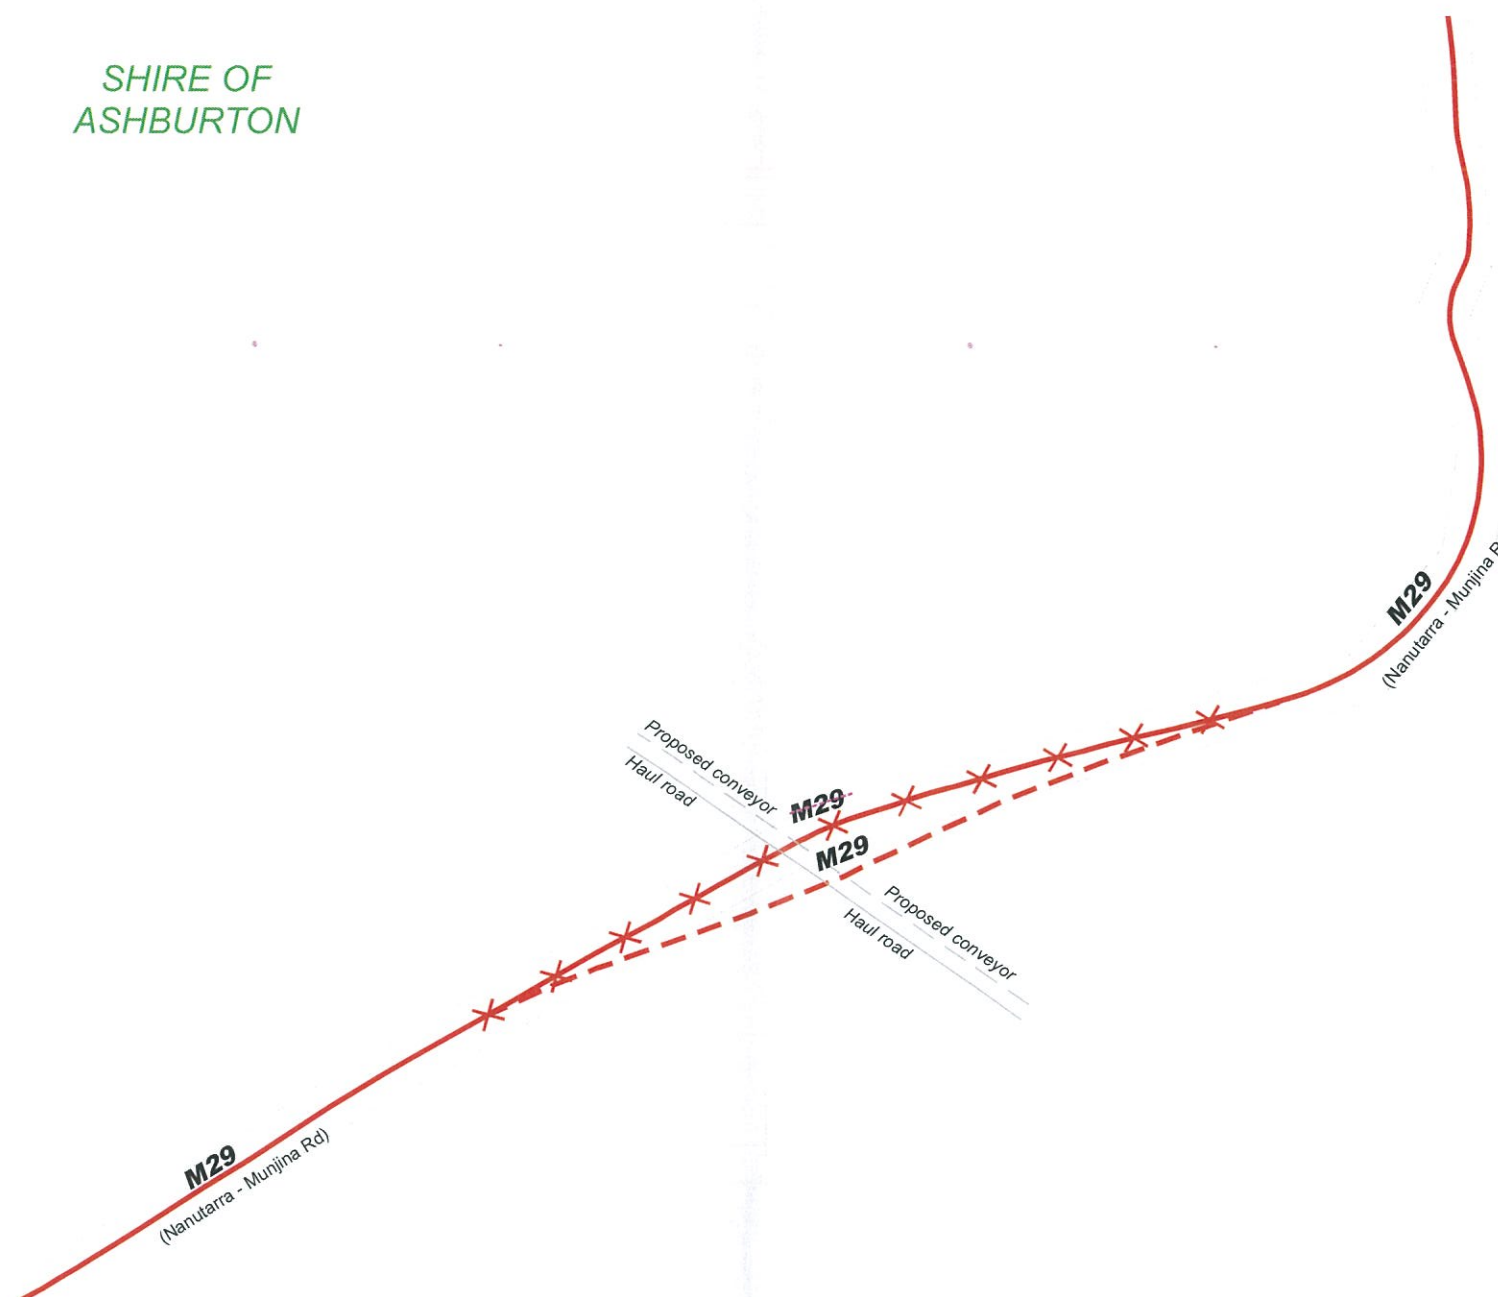 SHIRE OF
ASHBURTON
M29
(Nanutarra - Munjina R
Proposed conveyor
Haul road
M29
M29
Proposed conveyor
Haul road
M29
(Nanutarra - Munjina Rd)